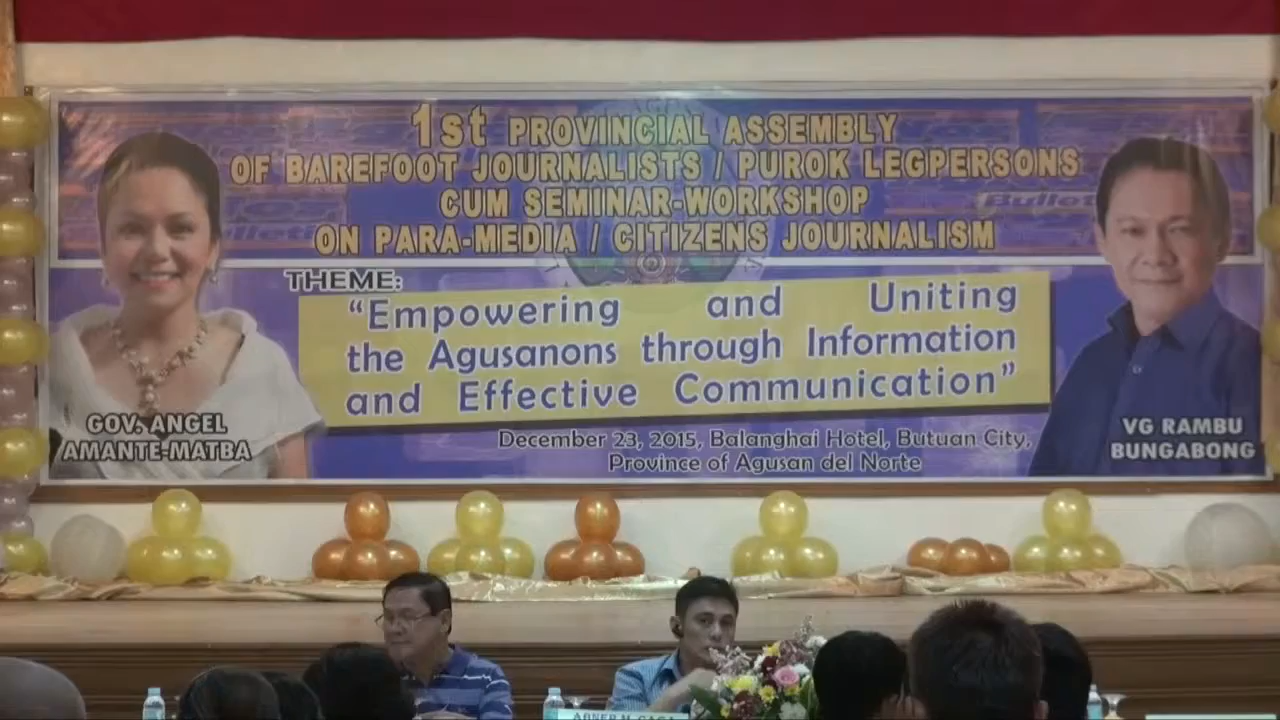 1st PROVINCIAL ASSEMBLY
OF BAREFOOT JOURNALISTS / PUROK LEGPERSONS
CUM SEMINAR-WORKSHOP
ON PARA-MEDIA / CITIZENS JOURNALISM
THEME:
“Empowering and Uniting
the Agusanons through Information
and Effective Communication”
GOV. ANGEL
AMANTE-MATBA
VG RAMBU
BUNGABONG
December 23, 2015, Balanghai Hotel, Butuan City,
Province of Agusan del Norte